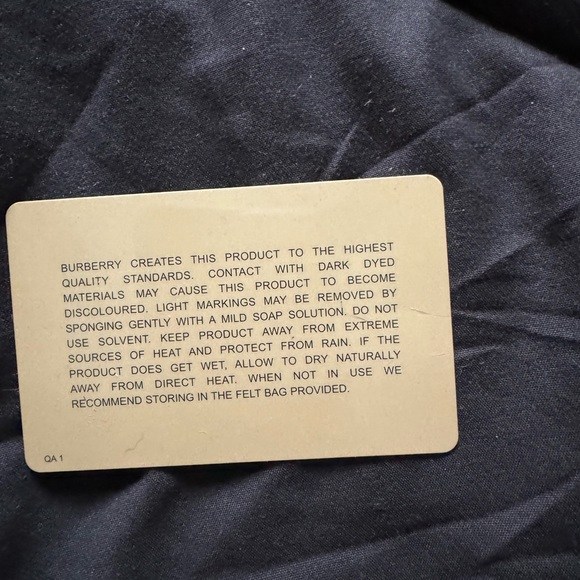 BURBERRY CREATES THIS PRODUCT TO THE HIGHEST
QUALITY STANDARDS. CONTACT WITH DARK DYED
MATERIALS MAY CAUSE THIS PRODUCT TO BECOME
DISCOLOURED. LIGHT MARKINGS MAY BE REMOVED BY
SPONGING GENTLY WITH A MILD SOAP SOLUTION. DO NOT
USE SOLVENT. KEEP PRODUCT AWAY FROM EXTREME
SOURCES OF HEAT AND PROTECT FROM RAIN. IF THE
PRODUCT DOES GET WET, ALLOW TO DRY NATURALLY
AWAY FROM DIRECT HEAT. WHEN NOT IN USE WE
RECOMMEND STORING IN THE FELT BAG PROVIDED.
QA 1